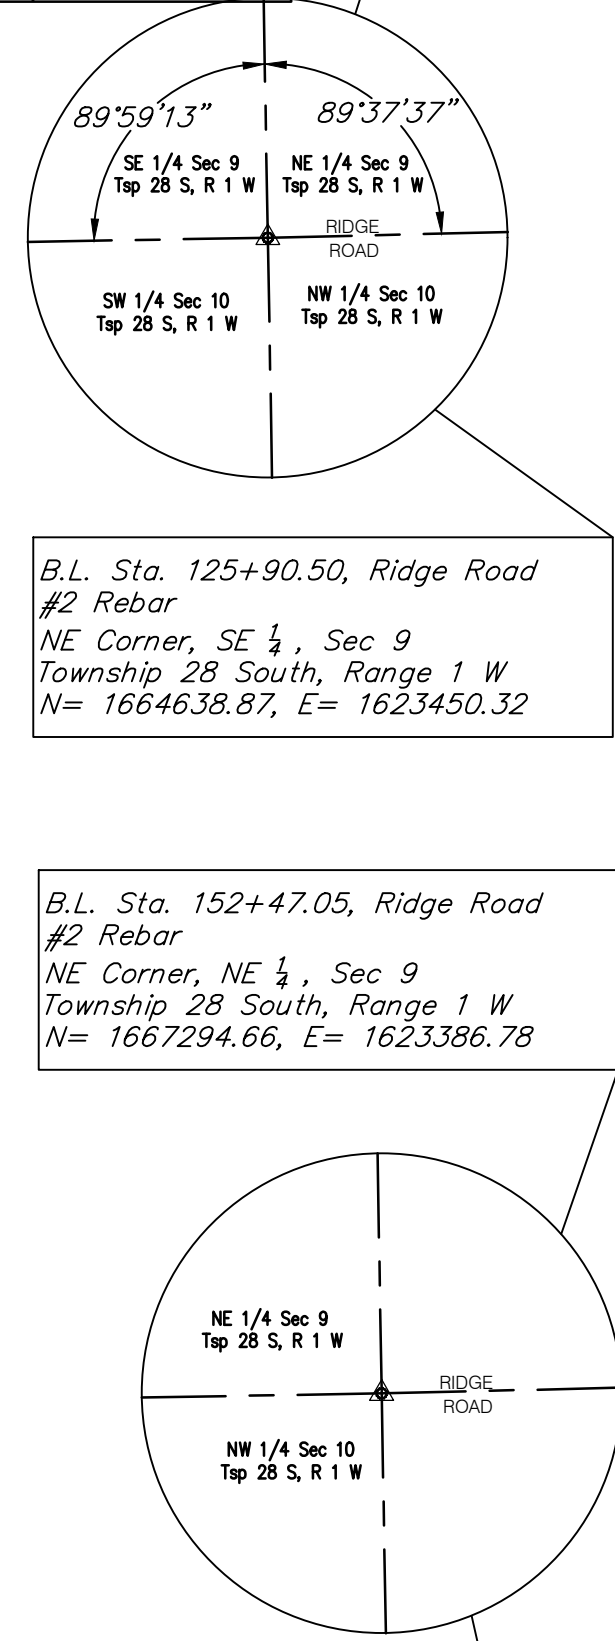 89°59'13"
89°37'37"
SE 1/4 Sec 9
Tsp 28 S, R 1 W
NE 1/4 Sec 9
Tsp 28 S, R 1 W
RIDGE
ROAD
SW 1/4 Sec 10
Tsp 28 S, R 1 W
NW 1/4 Sec 10
Tsp 28 S, R 1 W
B.L. Sta. 125+90.50, Ridge Road
#2 Rebar
NE Corner, SE 1/4 , Sec 9
Township 28 South, Range 1 W
N= 1664638.87, E= 1623450.32
B.L. Sta. 152+47.05, Ridge Road
#2 Rebar
NE Corner, NE 1/4 , Sec 9
Township 28 South, Range 1 W
N= 1667294.66, E= 1623386.78
NE 1/4 Sec 9
Tsp 28 S, R 1 W
RIDGE
ROAD
NW 1/4 Sec 10
Tsp 28 S, R 1 W